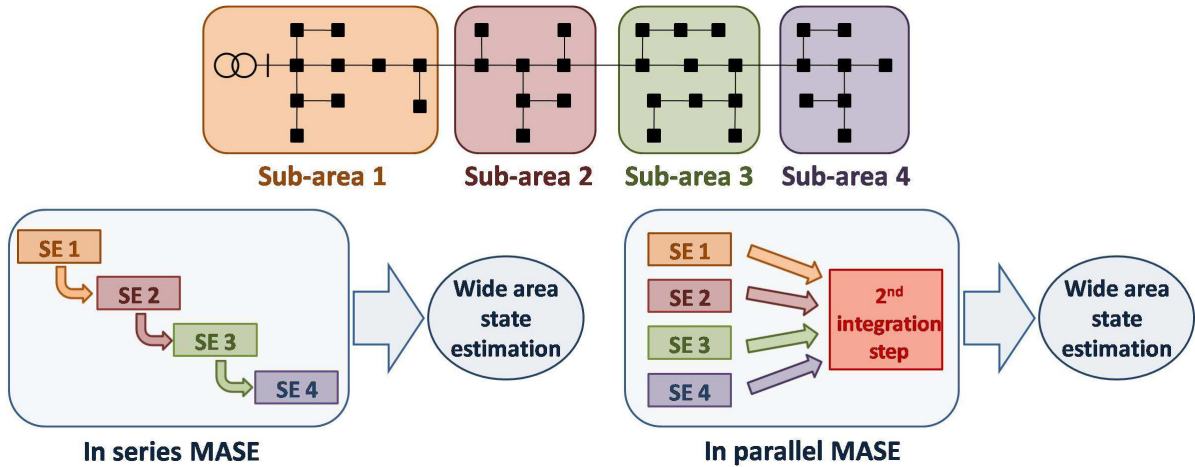 Sub-area 1
Sub-area 2
Sub-area 3
Sub-area 4
SE 1
SE 2
SE 3
SE 4
Wide area
state
estimation
In series MASE
SE 1
SE 2
SE 3
SE 4
2nd
integration
step
Wide area
state
estimation
In parallel MASE